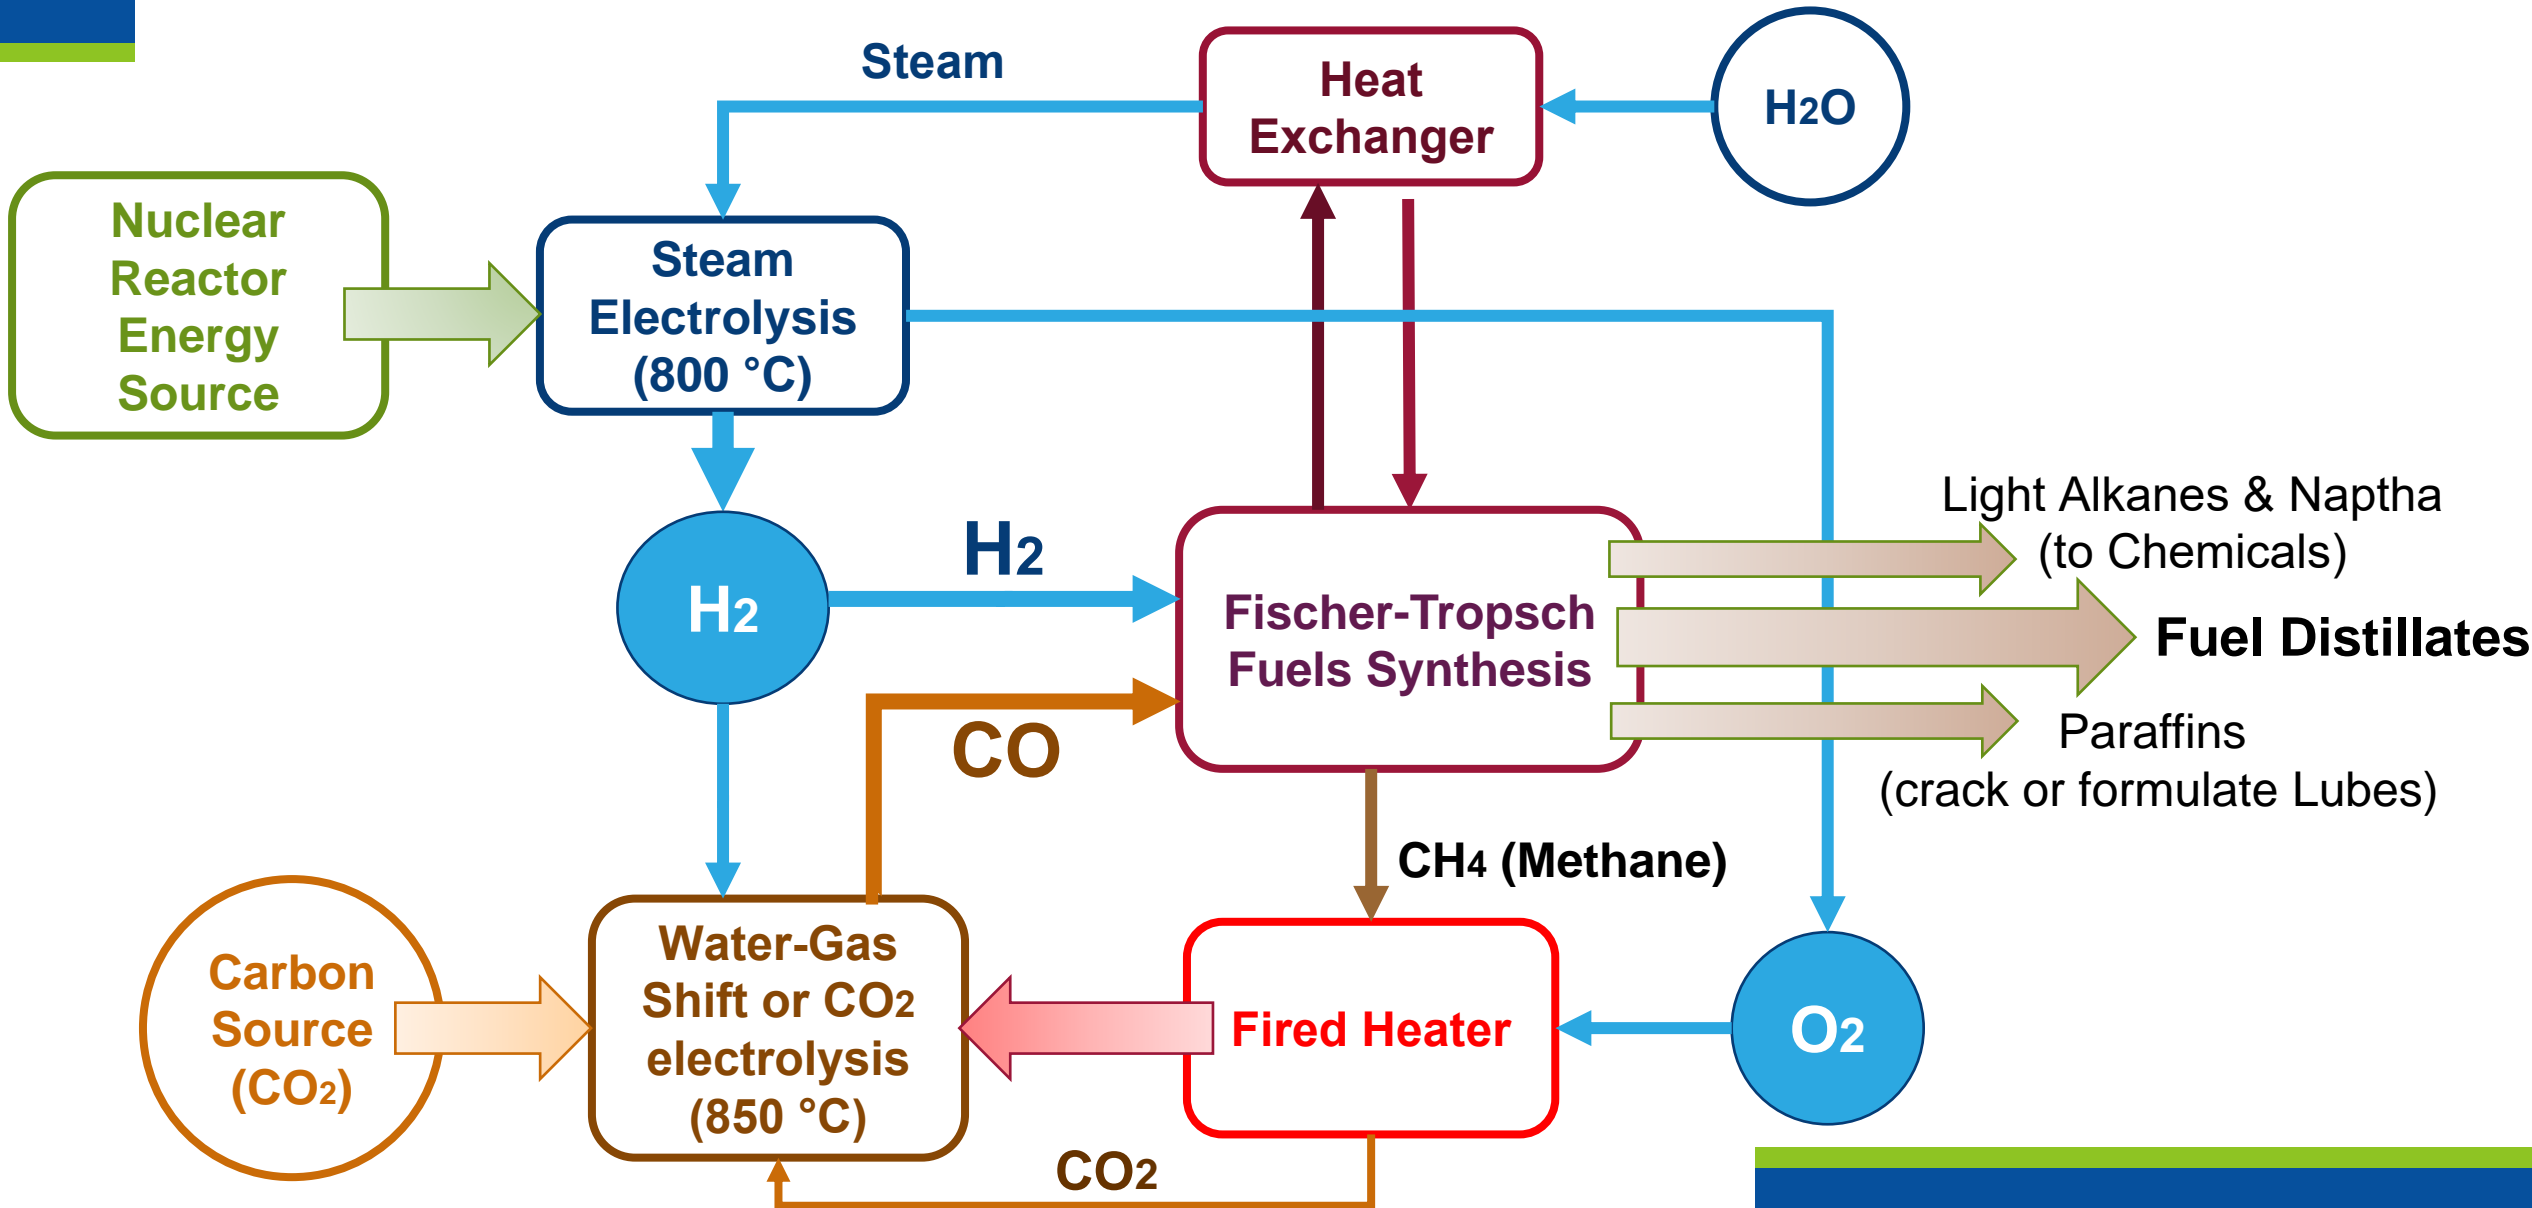 Steam
Heat
Exchanger
H2O
Nuclear
Reactor
Energy
Source
Steam
Electrolysis
(800 °C)
H2
H2
Light Alkanes & Naptha
(to Chemicals)
Fischer-Tropsch
Fuels Synthesis
Fuel Distillates
CO
Paraffins
(crack or formulate Lubes)
CH4 (Methane)
Carbon
Source
(CO2)
Water-Gas
Shift or CO2
electrolysis
(850 °C)
Fired Heater
O2
CO2